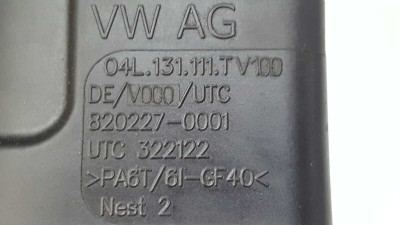 VW AG
04L.131.111.T V100
DE/V000/UTC
820227-0001
UTC 322122
>PA6T/6I-GF40<
Nest 2